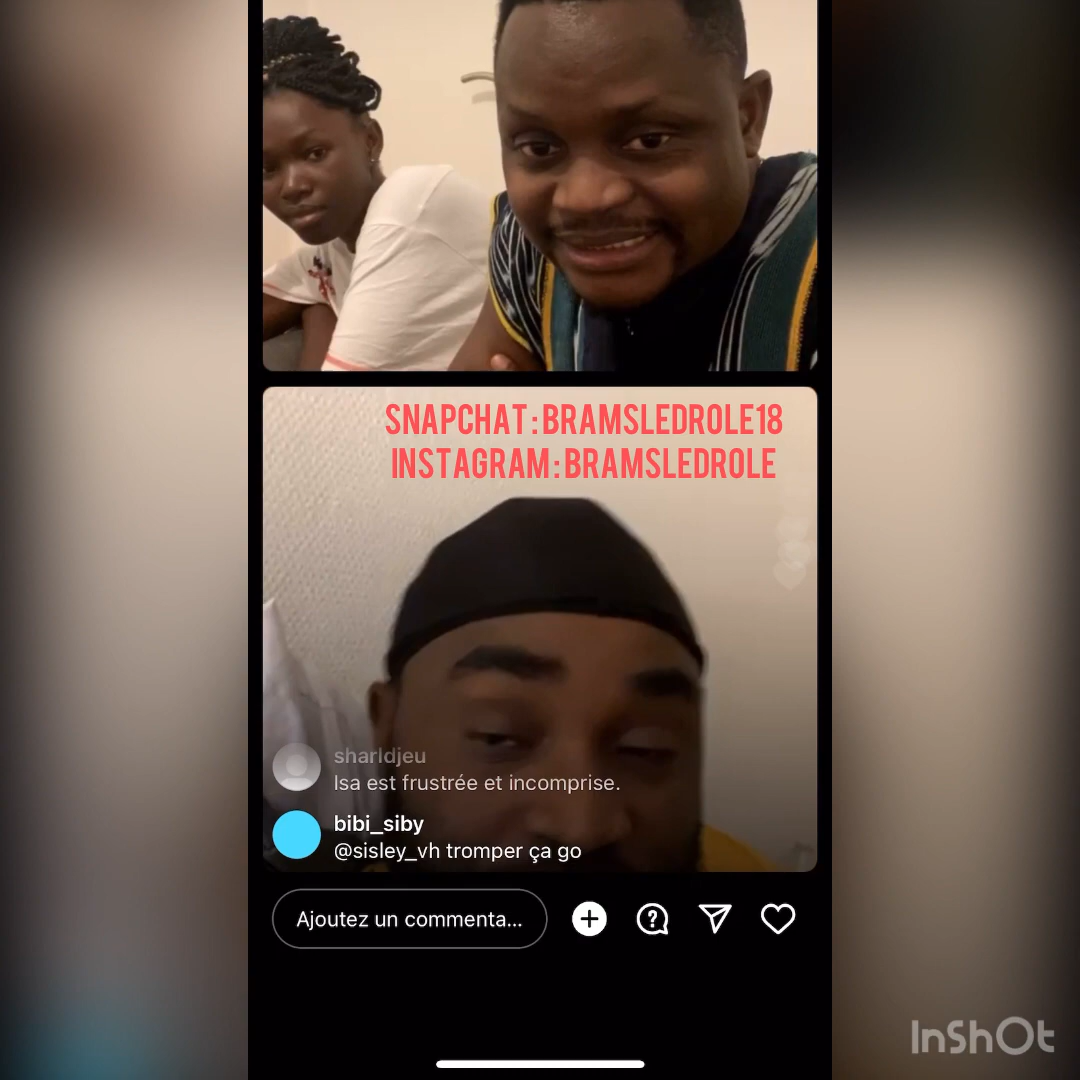 SNAPCHAT : BRAMSLEDROLE18
INSTAGRAM : BRAMSLEDROLE
sharldjeu
Isa est frustrée et incomprise.
bibi_siby
@sisley_vh tromper ça go
Ajoutez un commenta...
InShOt